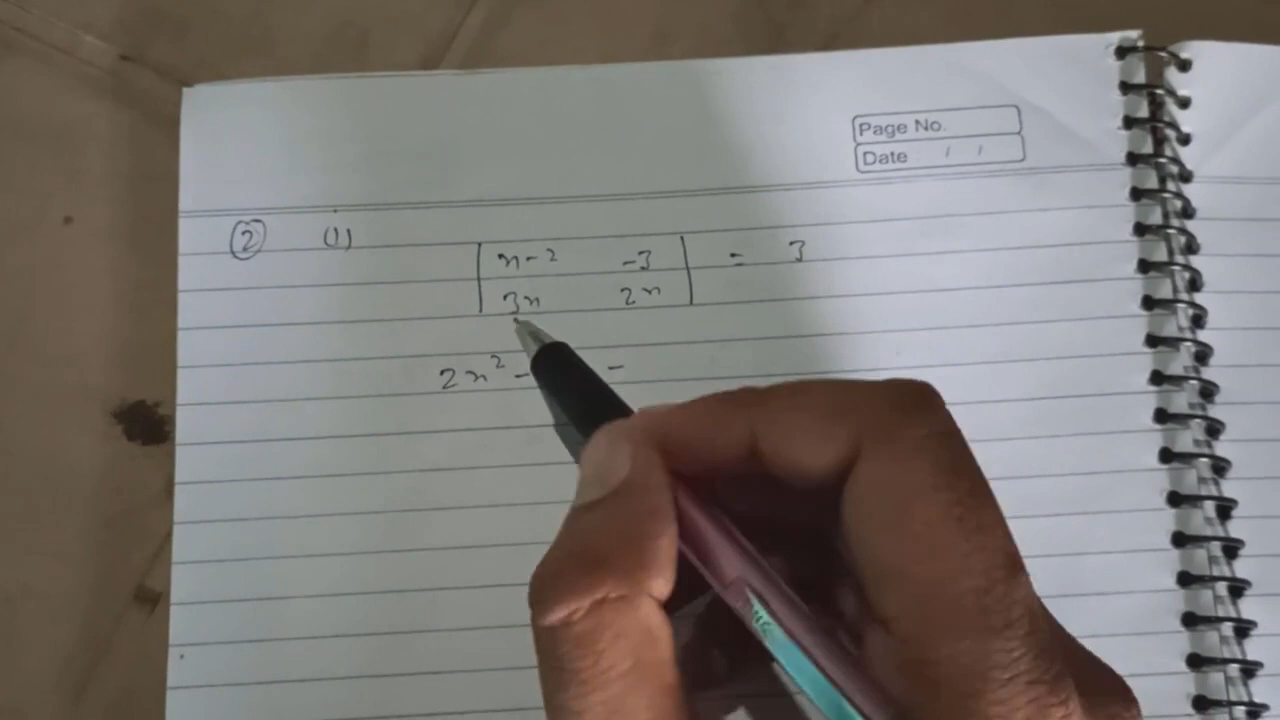 Page No.
Date / /
② (1) | x-2 -3 | = 3
| 3x 2x |
2x² - -